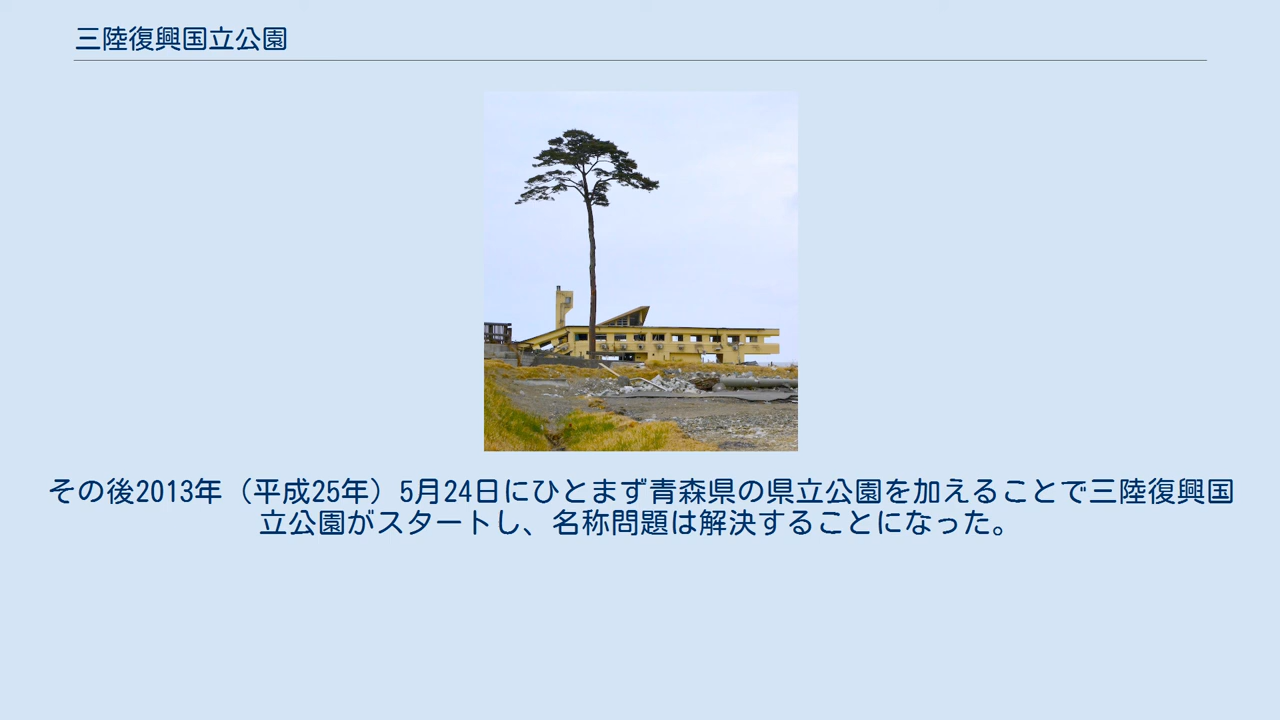 三陸復興国立公園
その後2013年（平成25年）5月24日にひとまず青森県の県立公園を加えることで三陸復興国
立公園がスタートし、名称問題は解決することになった。